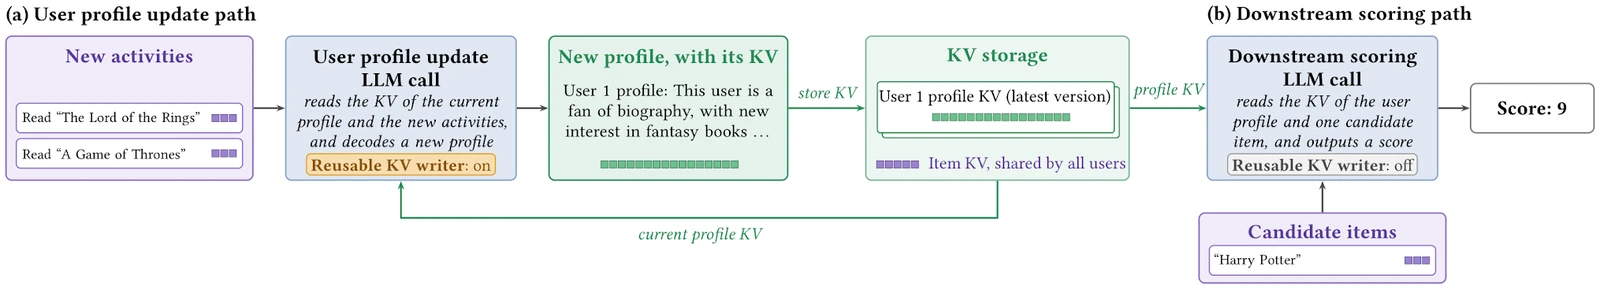 (a) User profile update path
New activities
Read “The Lord of the Rings”
Read “A Game of Thrones”
User profile update
LLM call
reads the KV of the current
profile and the new activities,
and decodes a new profile
Reusable KV writer: on
New profile, with its KV
User 1 profile: This user is a
fan of biography, with new
interest in fantasy books …
store KV
KV storage
User 1 profile KV (latest version)
Item KV, shared by all users
current profile KV
profile KV
(b) Downstream scoring path
Downstream scoring
LLM call
reads the KV of the user
profile and one candidate
item, and outputs a score
Reusable KV writer: off
Score: 9
Candidate items
“Harry Potter”